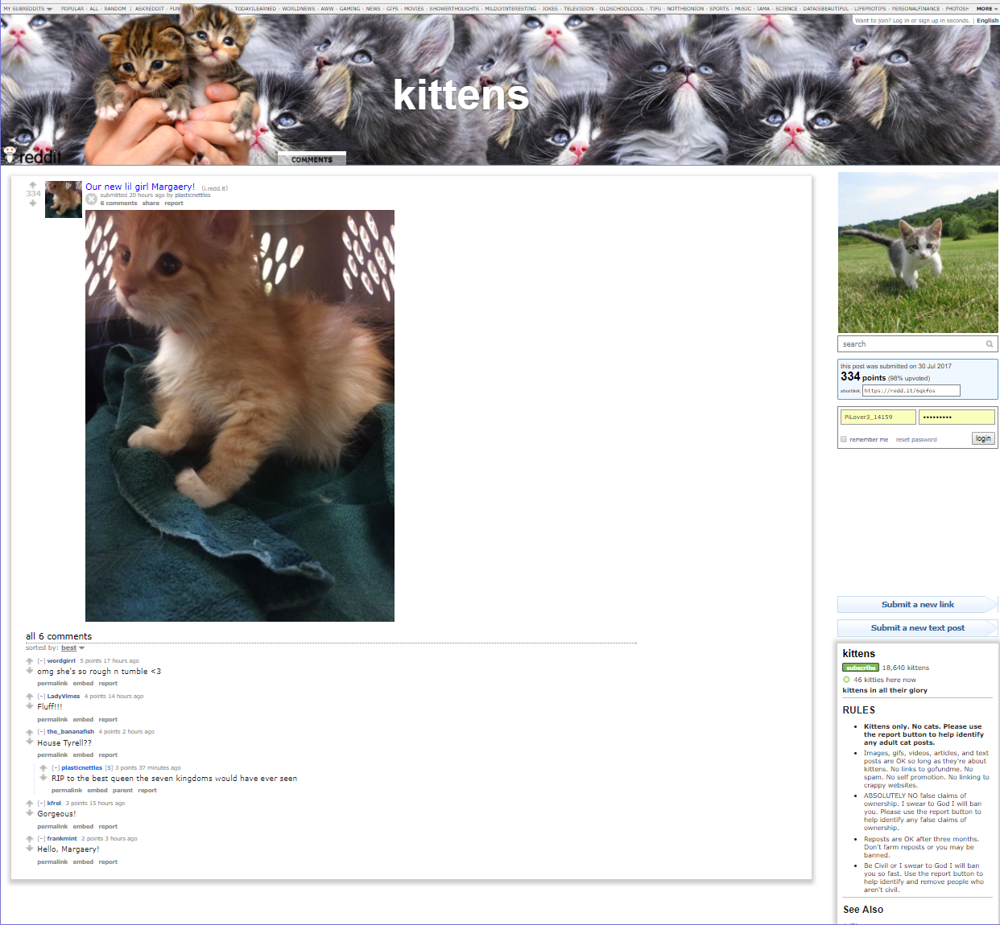 MY SUBREDDITS POPULAR - ALL - RANDOM | ASKREDDIT - TODAYILEARNED - WORLDNEWS - AWW - GAMING - NEWS - GIFS - MOVIES - SHOWERTHOUGHTS - MILDLYINTERESTING - JOKES - TELEVISION - OLDSCHOOLCOOL - TIFU - NOTTHEONION - SPORTS - MUSIC - IAMA - SCIENCE - DATAISBEAUTIFUL - LIFEPROTIPS - PERSONALFINANCE - PHOTOSH MORE »
Want to join? Log in or sign up in seconds. | English
kittens
reddit
COMMENTS
334
Our new lil girl Margaery! (i.redd.it)
submitted 20 hours ago by plasticnettles
6 comments share report
all 6 comments
sorted by: best
[–] wordgirrl 5 points 17 hours ago
omg she's so rough n tumble <3
permalink embed report
[–] LadyVimes 4 points 14 hours ago
Fluff!!!
permalink embed report
[–] the_bananafish 4 points 2 hours ago
House Tyrell??
permalink embed report
[–] plasticnettles [S] 3 points 37 minutes ago
RIP to the best queen the seven kingdoms would have ever seen
permalink embed parent report
[–] kfrel 3 points 15 hours ago
Gorgeous!
permalink embed report
[–] frankmint 2 points 3 hours ago
Hello, Margaery!
permalink embed report
search
this post was submitted on 30 Jul 2017
334 points (98% upvoted)
shortlink: https://redd.it/6qkfos
PiLover3_14159 •••••••••
remember me reset password login
Submit a new link
Submit a new text post
kittens
subscribe 18,640 kittens
46 kitties here now
kittens in all their glory
RULES
• Kittens only. No cats. Please use
the report button to help identify
any adult cat posts.
• Images, gifs, videos, articles, and text
posts are OK so long as they're about
kittens. No links to gofundme. No
spam. No self promotion. No linking to
crappy websites.
• ABSOLUTELY NO false claims of
ownership. I swear to God I will ban
you. Please use the report button to
help identify any false claims of
ownership.
• Reposts are OK after three months.
Don't farm reposts or you may be
banned.
• Be Civil or I swear to God I will ban
you so fast. Use the report button to
help identify and remove people who
aren't civil.
See Also